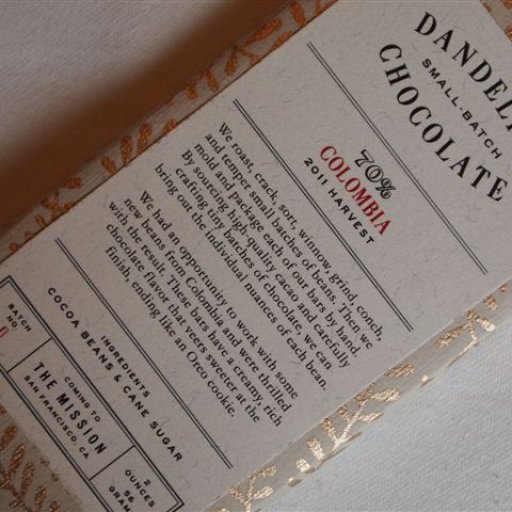 SMALL-BATCH
CHOCOLATE
70%
COLOMBIA
2011 HARVEST
We roast, crack, sort, winnow, grind, conch,
and temper small batches of beans. Then we
mold and package each of our bars by hand.
By sourcing high-quality cacao and carefully
crafting tiny batches of chocolate, we can
bring out the individual nuances of each bean.
We had an opportunity to work with some
new beans from Colombia and were thrilled
with the result. These bars have a creamy, rich
chocolate flavor that veers sweeter at the
finish, ending like an Oreo cookie.
INGREDIENTS
COCOA BEANS & CANE SUGAR
BATCH
NO.
COMING TO
THE MISSION
SAN FRANCISCO, CA
2
OUNCES
56